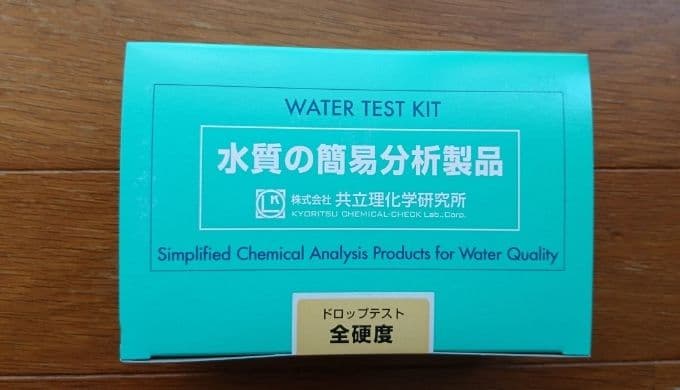 WATER TEST KIT
水質の簡易分析製品
株式会社 共立理化学研究所
KYORITSU CHEMICAL-CHECK Lab.,Corp.
Simplified Chemical Analysis Products for Water Quality
ドロップテスト
全硬度